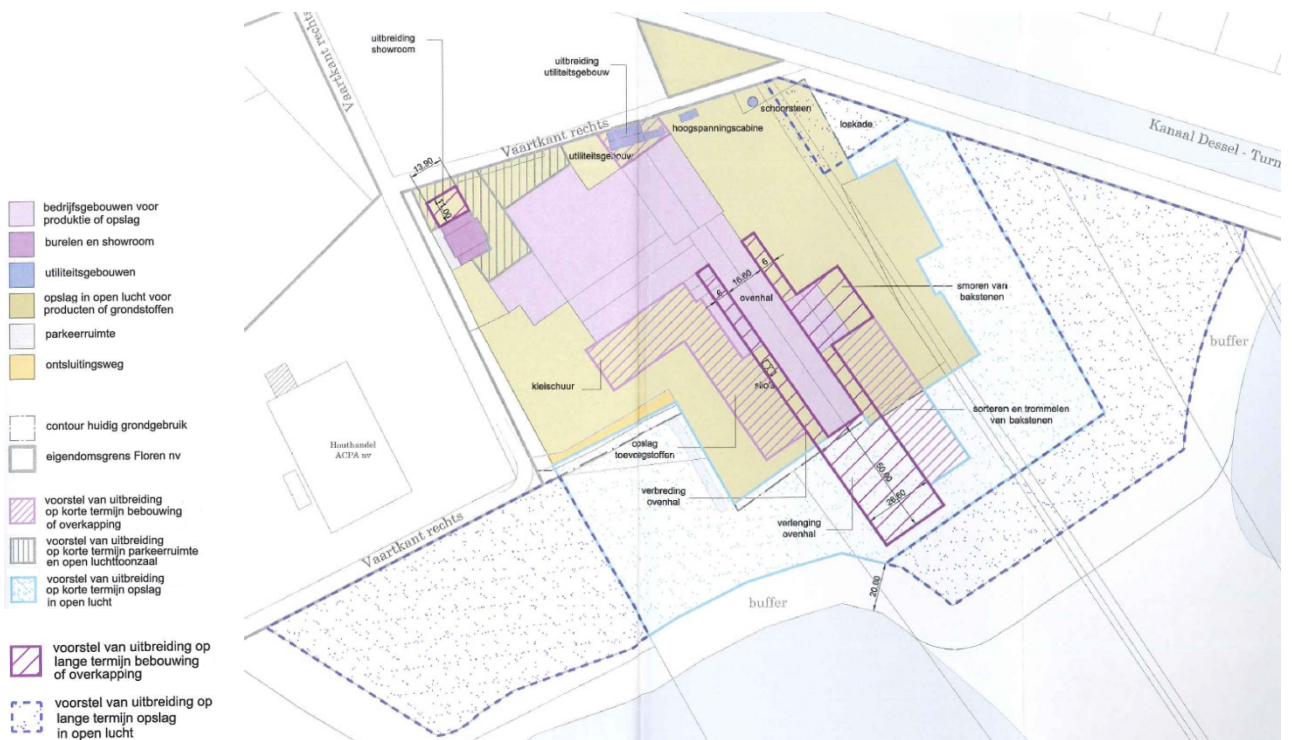 bedrijfsgebouwen voor
produktie of opslag
burelen en showroom
utiliteitsgebouwen
opslag in open lucht voor
producten of grondstoffen
parkeerruimte
ontsluitingsweg
contour huidig grondgebruik
eigendomsgrens Floren nv
voorstel van uitbreiding
op korte termijn bebouwing
of overkapping
voorstel van uitbreiding
op korte termijn parkeerruimte
en open luchttoonzaal
voorstel van uitbreiding
op korte termijn opslag
in open lucht
voorstel van uitbreiding op
lange termijn bebouwing
of overkapping
voorstel van uitbreiding op
lange termijn opslag
in open lucht
Vaartkant rechts
uitbreiding
showroom
uitbreiding
utiliteitsgebouw
schoorsteen
loskade
hoogspanningscabine
Vaartkant rechts
utiliteitsgebouw
Kanaal Dessel - Turn
13.90
11.00
6
16.60
6
ovenhal
smoren van
bakstenen
buffer
kleischuur
silo's
sorteren en trommelen
van bakstenen
Houthandel
ACPA nv
opslag
toevoegstoffen
50.00
26.60
verbreding
ovenhal
verlenging
ovenhal
Vaartkant rechts
buffer
20.00